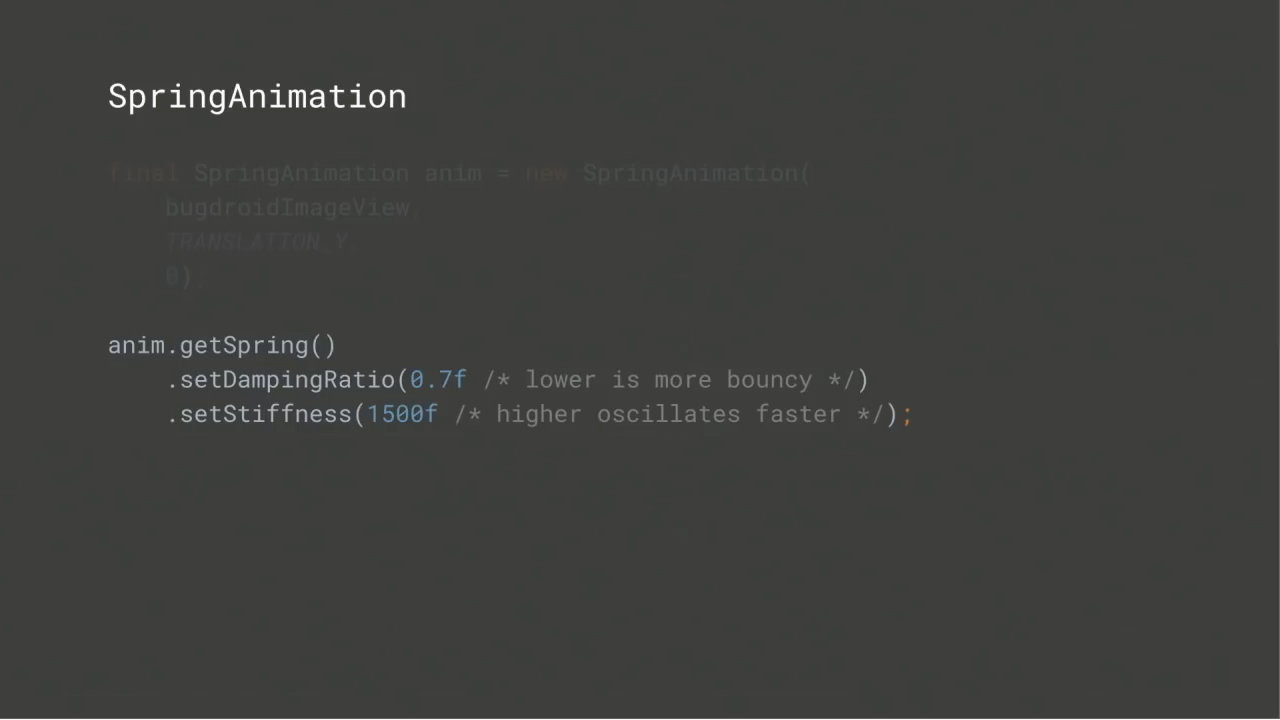 SpringAnimation
final SpringAnimation anim = new SpringAnimation(
bugdroidImageView,
TRANSLATION_Y,
0)
anim.getSpring()
.setDampingRatio(0.7f /* lower is more bouncy */)
.setStiffness(1500f /* higher oscillates faster */);